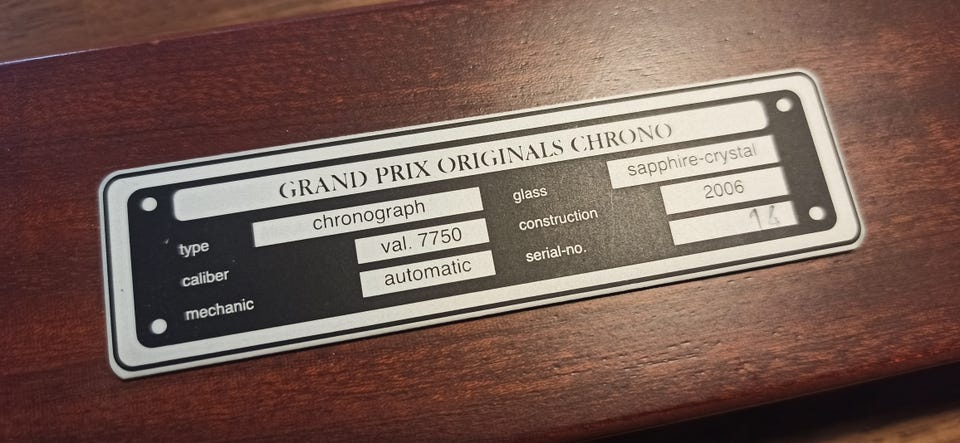 GRAND PRIX ORIGINALS CHRONO
type chronograph
caliber val. 7750
mechanic automatic
glass sapphire-crystal
construction 2006
serial-no.